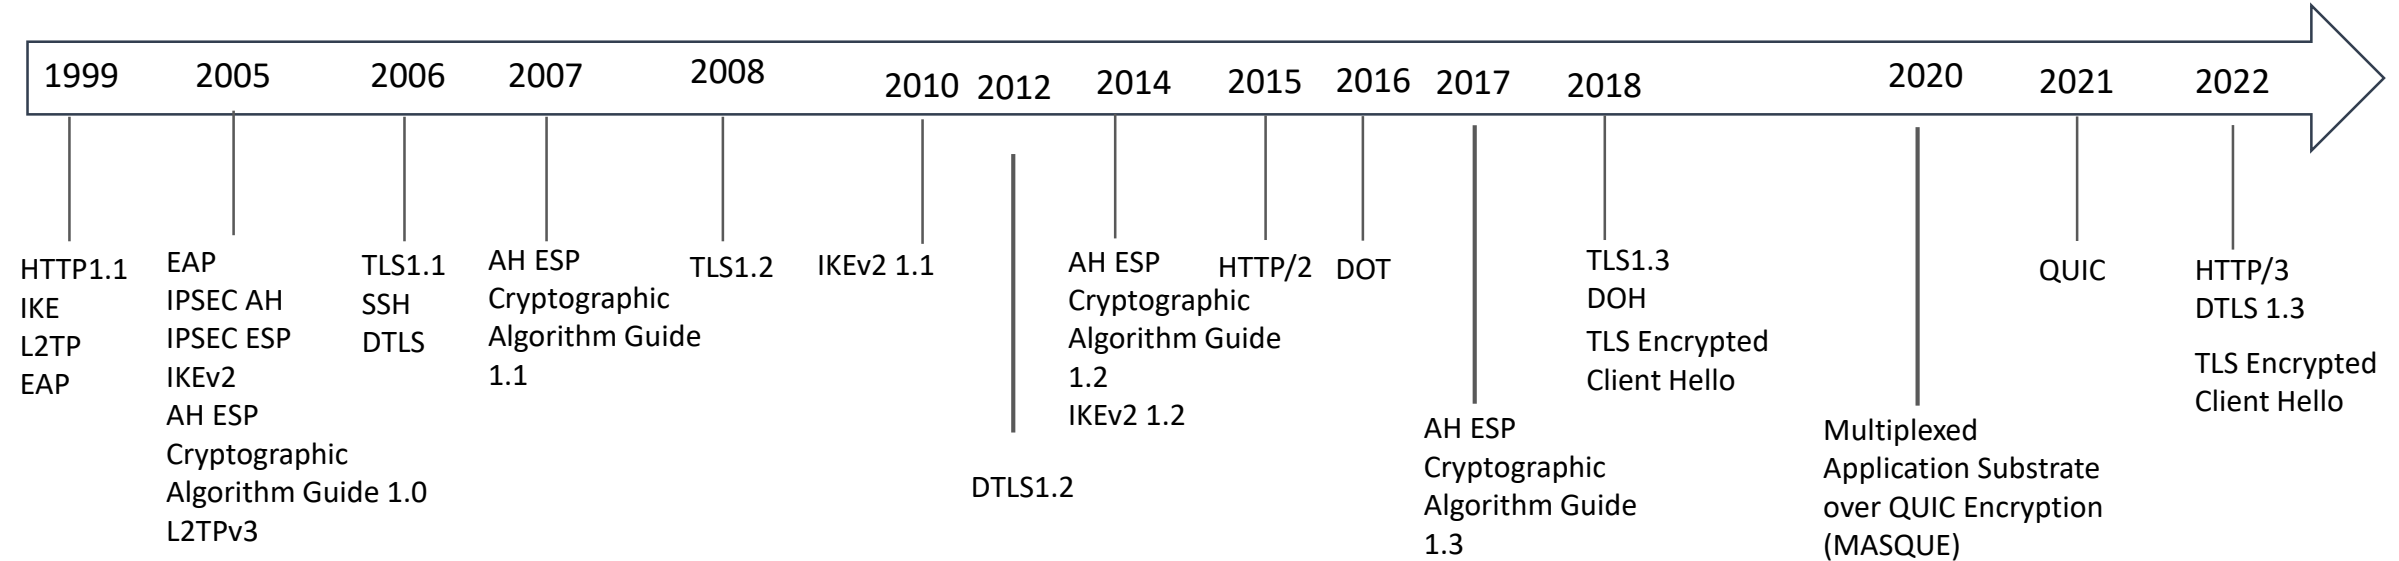 1999
2005
2006
2007
2008
2010
2012
2014
2015
2016
2017
2018
2020
2021
2022
HTTP1.1
IKE
L2TP
EAP
EAP
IPSEC AH
IPSEC ESP
IKEv2
AH ESP
Cryptographic
Algorithm Guide 1.0
L2TPv3
TLS1.1
SSH
DTLS
AH ESP
Cryptographic
Algorithm Guide
1.1
TLS1.2
IKEv2 1.1
DTLS1.2
AH ESP
Cryptographic
Algorithm Guide
1.2
IKEv2 1.2
HTTP/2
DOT
AH ESP
Cryptographic
Algorithm Guide
1.3
TLS1.3
DOH
TLS Encrypted
Client Hello
Multiplexed
Application Substrate
over QUIC Encryption
(MASQUE)
QUIC
HTTP/3
DTLS 1.3
TLS Encrypted
Client Hello